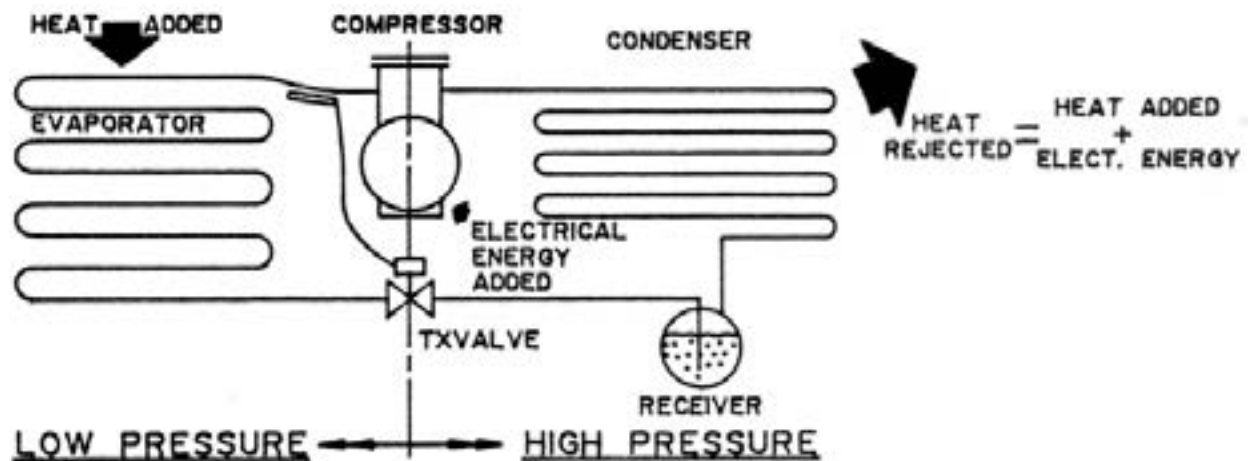 HEAT ADDED
COMPRESSOR
CONDENSER
EVAPORATOR
HEAT
REJECTED
=
HEAT ADDED
+
ELECT. ENERGY
ELECTRICAL
ENERGY
ADDED
TXVALVE
RECEIVER
LOW PRESSURE
HIGH PRESSURE